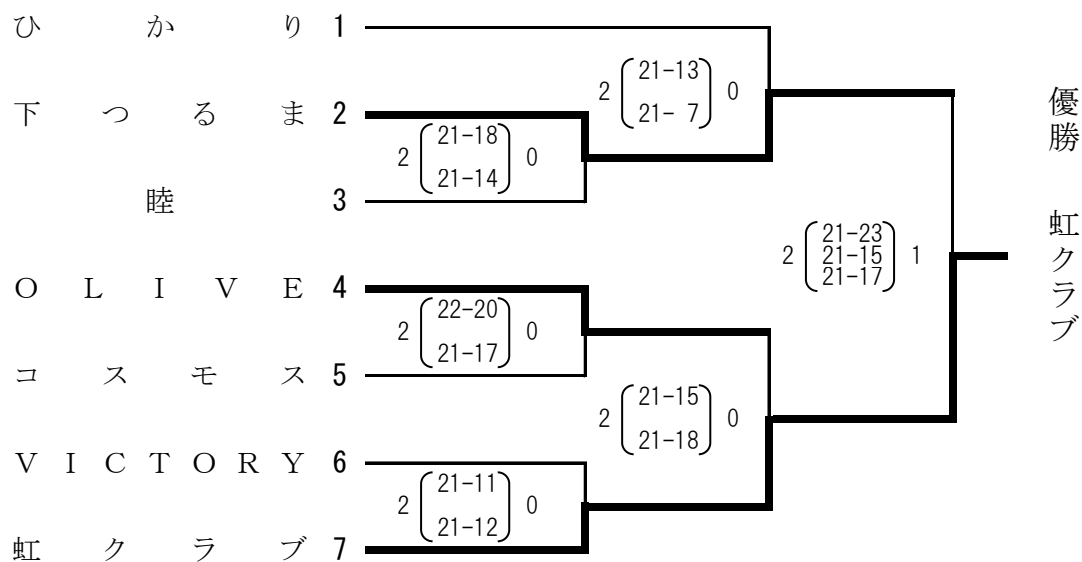 ひかり 1
下つるま 2
睦 3
OLIVE 4
コスモス 5
VICTORY 6
虹クラブ 7
2 21-18 0
21-14
2 22-20 0
21-17
2 21-11 0
21-12
2 21-13 0
21- 7
2 21-15 0
21-18
2 21-23 1
21-15
21-17
優勝 虹クラブ